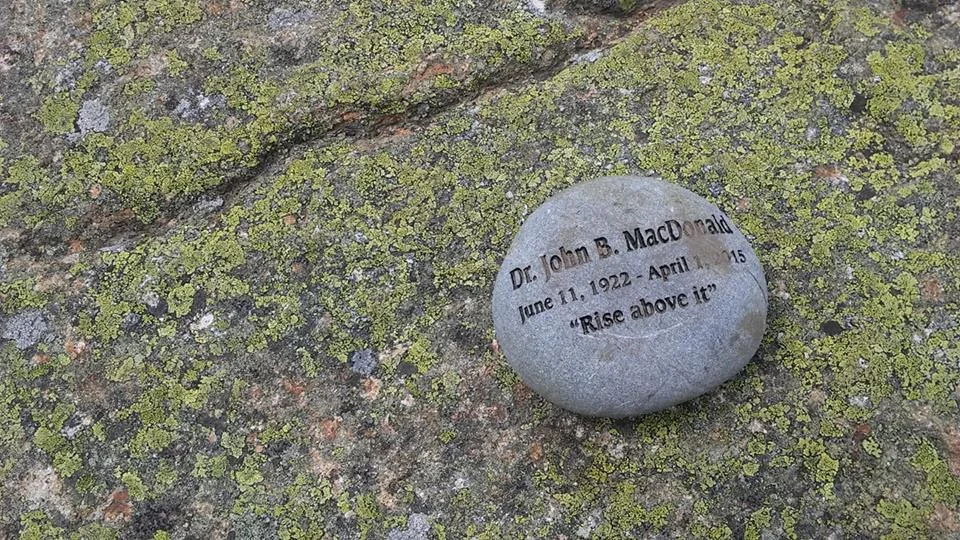 Dr. John B. MacDonald
June 11, 1922 - April 1, 2015
“Rise above it”